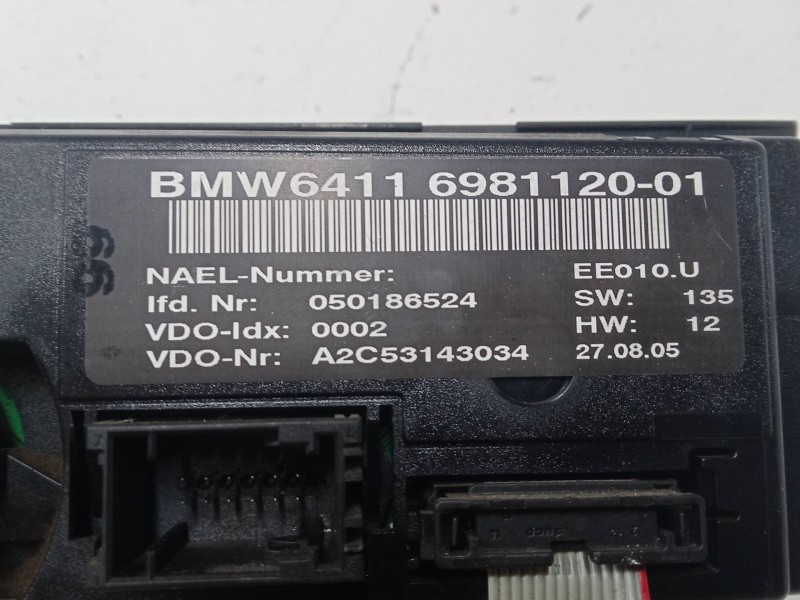 BMW6411 6981120-01
NAEL-Nummer: EE010.U
lfd. Nr: 050186524 SW: 135
VDO-Idx: 0002 HW: 12
VDO-Nr: A2C53143034 27.08.05
66